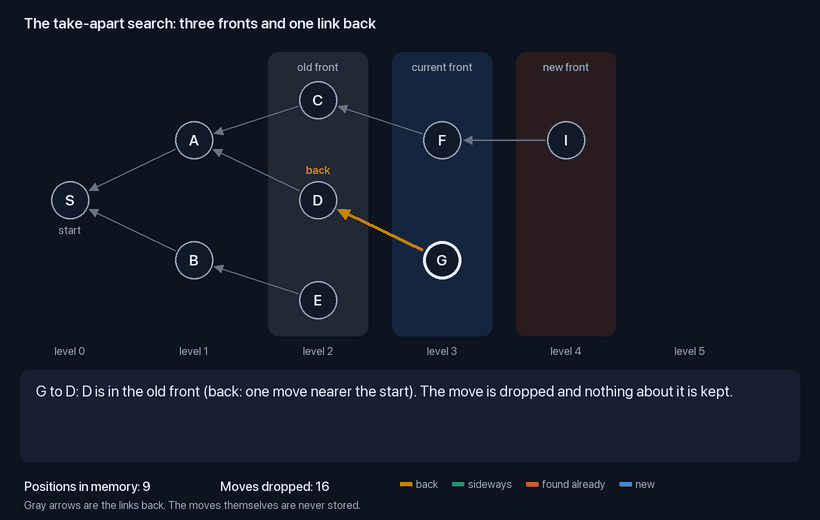 The take-apart search: three fronts and one link back
old front
current front
new front
C
A
F
I
back
S
D
start
B
G
E
level 0
level 1
level 2
level 3
level 4
level 5
G to D: D is in the old front (back: one move nearer the start). The move is dropped and nothing about it is kept.
Positions in memory: 9
Moves dropped: 16
back
sideways
found already
new
Gray arrows are the links back. The moves themselves are never stored.